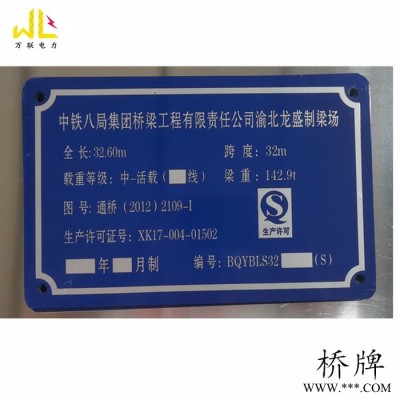 WL
万联电力
中铁八局集团桥梁工程有限责任公司渝北龙盛制梁场
全长:32.60m 跨度:32m
载重等级:中-活载(线) 梁重:142.9t
图号:通桥(2012)2109-I
生产许可证号:XK17-004-01502
生产许可
年 月制 编号:BQYBLS32 (S)
桥牌
www.***.com